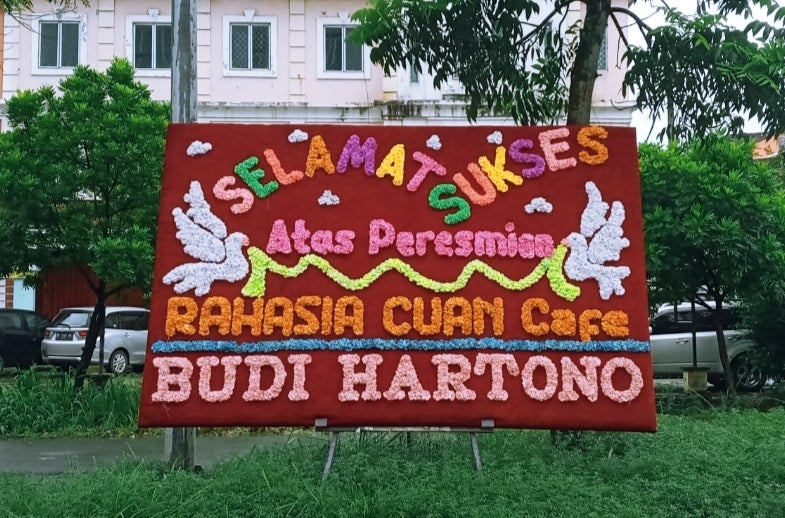 SELAMAT SUKSES
Atas Peresmian
RAHASIA CUAN Cafe
BUDI HARTONO